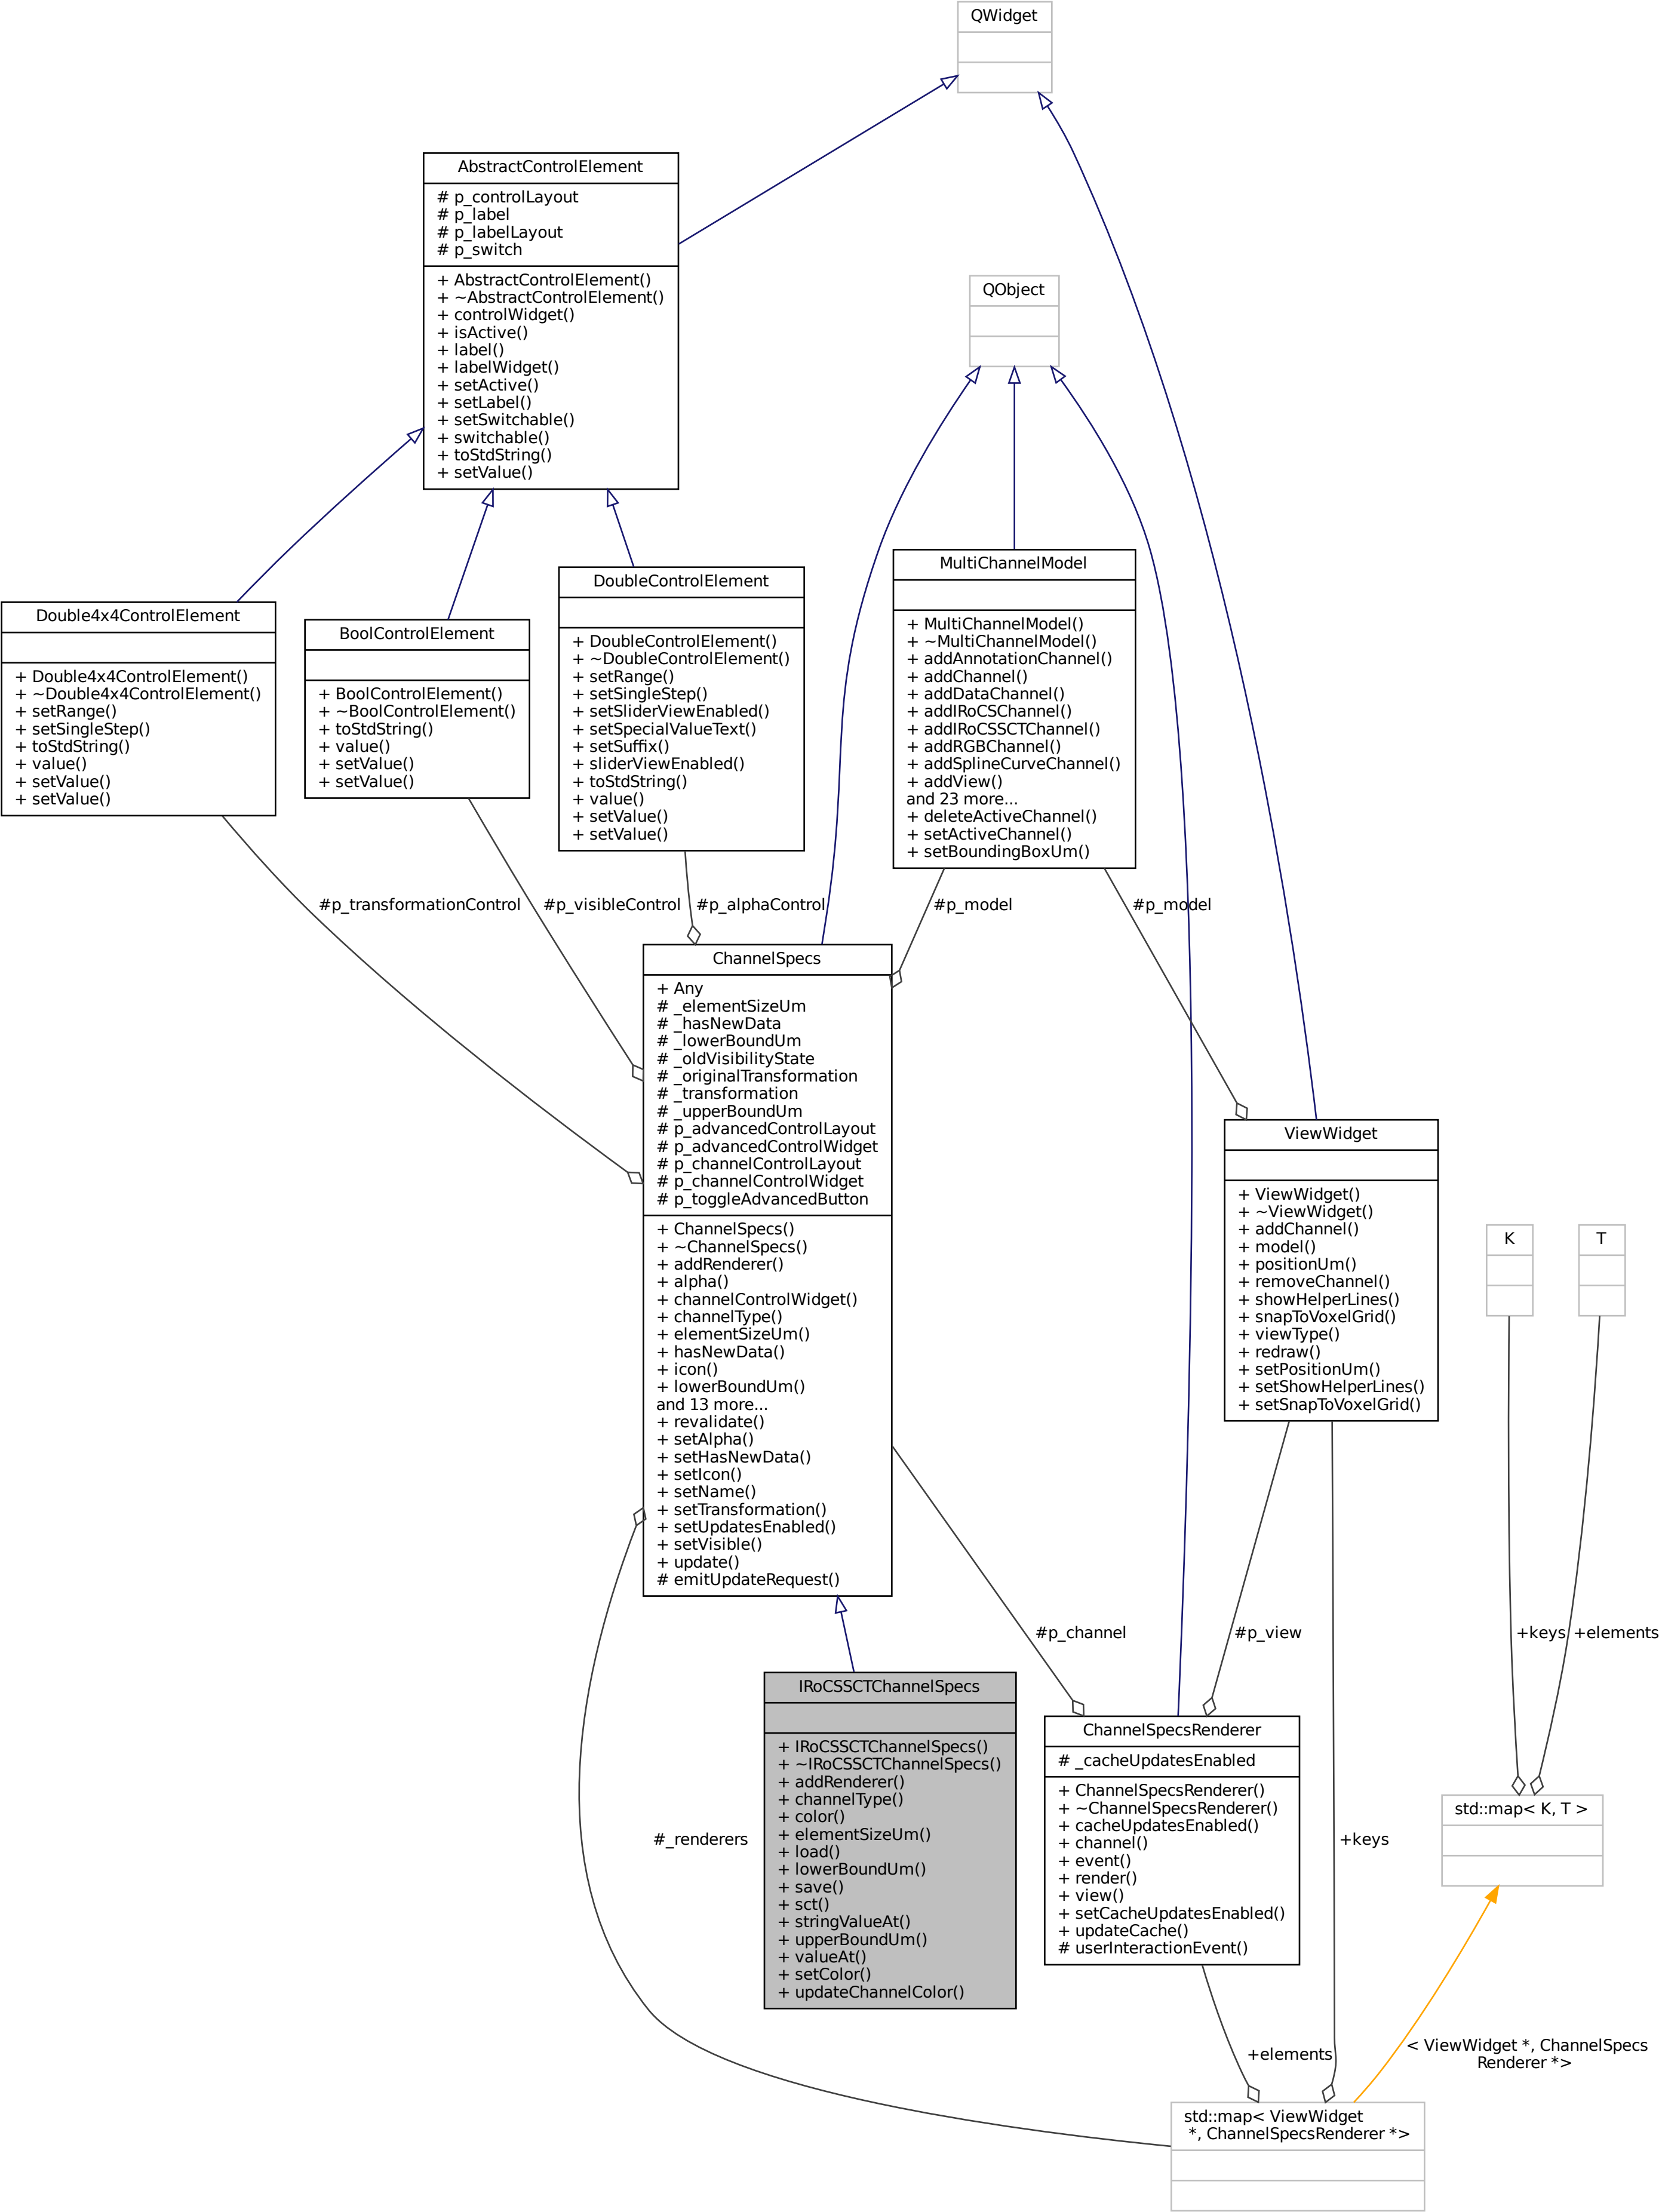 QWidget
AbstractControlElement
# p_controlLayout
# p_label
# p_labelLayout
# p_switch
+ AbstractControlElement()
+ ~AbstractControlElement()
+ controlWidget()
+ isActive()
+ label()
+ labelWidget()
+ setActive()
+ setLabel()
+ setSwitchable()
+ switchable()
+ toStdString()
+ setValue()
QObject
Double4x4ControlElement
+ Double4x4ControlElement()
+ ~Double4x4ControlElement()
+ setRange()
+ setSingleStep()
+ toStdString()
+ value()
+ setValue()
+ setValue()
BoolControlElement
+ BoolControlElement()
+ ~BoolControlElement()
+ toStdString()
+ value()
+ setValue()
+ setValue()
DoubleControlElement
+ DoubleControlElement()
+ ~DoubleControlElement()
+ setRange()
+ setSingleStep()
+ setSliderViewEnabled()
+ setSpecialValueText()
+ setSuffix()
+ sliderViewEnabled()
+ toStdString()
+ value()
+ setValue()
+ setValue()
MultiChannelModel
+ MultiChannelModel()
+ ~MultiChannelModel()
+ addAnnotationChannel()
+ addChannel()
+ addDataChannel()
+ addIRoCSChannel()
+ addIRoCSSCTChannel()
+ addRGBChannel()
+ addSplineCurveChannel()
+ addView()
and 23 more...
+ deleteActiveChannel()
+ setActiveChannel()
+ setBoundingBoxUm()
#p_transformationControl
#p_visibleControl
#p_alphaControl
#p_model
#p_model
ChannelSpecs
+ Any
# _elementSizeUm
# _hasNewData
# _lowerBoundUm
# _oldVisibilityState
# _originalTransformation
# _transformation
# _upperBoundUm
# p_advancedControlLayout
# p_advancedControlWidget
# p_channelControlLayout
# p_channelControlWidget
# p_toggleAdvancedButton
+ ChannelSpecs()
+ ~ChannelSpecs()
+ addRenderer()
+ alpha()
+ channelControlWidget()
+ channelType()
+ elementSizeUm()
+ hasNewData()
+ icon()
+ lowerBoundUm()
and 13 more...
+ revalidate()
+ setAlpha()
+ setHasNewData()
+ setIcon()
+ setName()
+ setTransformation()
+ setUpdatesEnabled()
+ setVisible()
+ update()
# emitUpdateRequest()
ViewWidget
+ ViewWidget()
+ ~ViewWidget()
+ addChannel()
+ model()
+ positionUm()
+ removeChannel()
+ showHelperLines()
+ snapToVoxelGrid()
+ viewType()
+ redraw()
+ setPositionUm()
+ setShowHelperLines()
+ setSnapToVoxelGrid()
K
T
#p_channel
#p_view
+keys
+elements
IRoCSSCTChannelSpecs
+ IRoCSSCTChannelSpecs()
+ ~IRoCSSCTChannelSpecs()
+ addRenderer()
+ channelType()
+ color()
+ elementSizeUm()
+ load()
+ lowerBoundUm()
+ save()
+ sct()
+ stringValueAt()
+ upperBoundUm()
+ valueAt()
+ setColor()
+ updateChannelColor()
ChannelSpecsRenderer
# _cacheUpdatesEnabled
+ ChannelSpecsRenderer()
+ ~ChannelSpecsRenderer()
+ cacheUpdatesEnabled()
+ channel()
+ event()
+ render()
+ view()
+ setCacheUpdatesEnabled()
+ updateCache()
# userInteractionEvent()
std::map< K, T >
#_renderers
+keys
+elements
< ViewWidget *, ChannelSpecs
Renderer *>
std::map< ViewWidget
*, ChannelSpecsRenderer *>